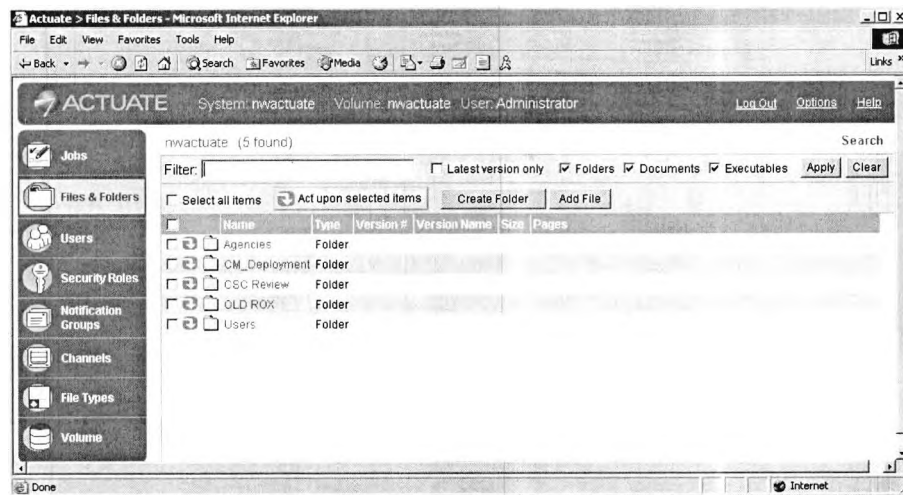 Actuate > Files & Folders - Microsoft Internet Explorer
File Edit View Favorites Tools Help
Back Search Favorites Media Links
ACTUATE System: nwactuate Volume: nwactuate User: Administrator Log Out Options Help
nwactuate (5 found) Search
Filter: Latest version only Folders Documents Executables Apply Clear
Select all items Act upon selected items Create Folder Add File
Name Type Version # Version Name Size Pages
Agencies Folder
CM_Deployment Folder
CSC Review Folder
OLD ROX Folder
Users Folder
Jobs
Files & Folders
Users
Security Roles
Notification
Groups
Channels
File Types
Volume
Done Internet